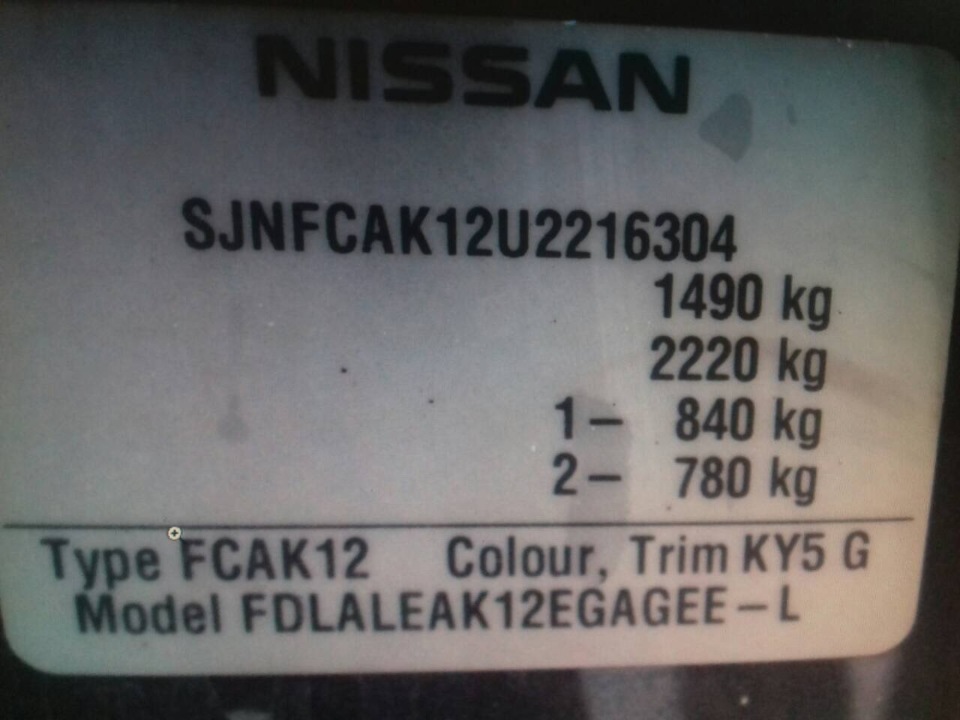 NISSAN
SJNFCAK12U2216304
1490 kg
2220 kg
1– 840 kg
2– 780 kg
Type FCAK12 Colour, Trim KY5 G
Model FDLALEAK12EGAGEE–L